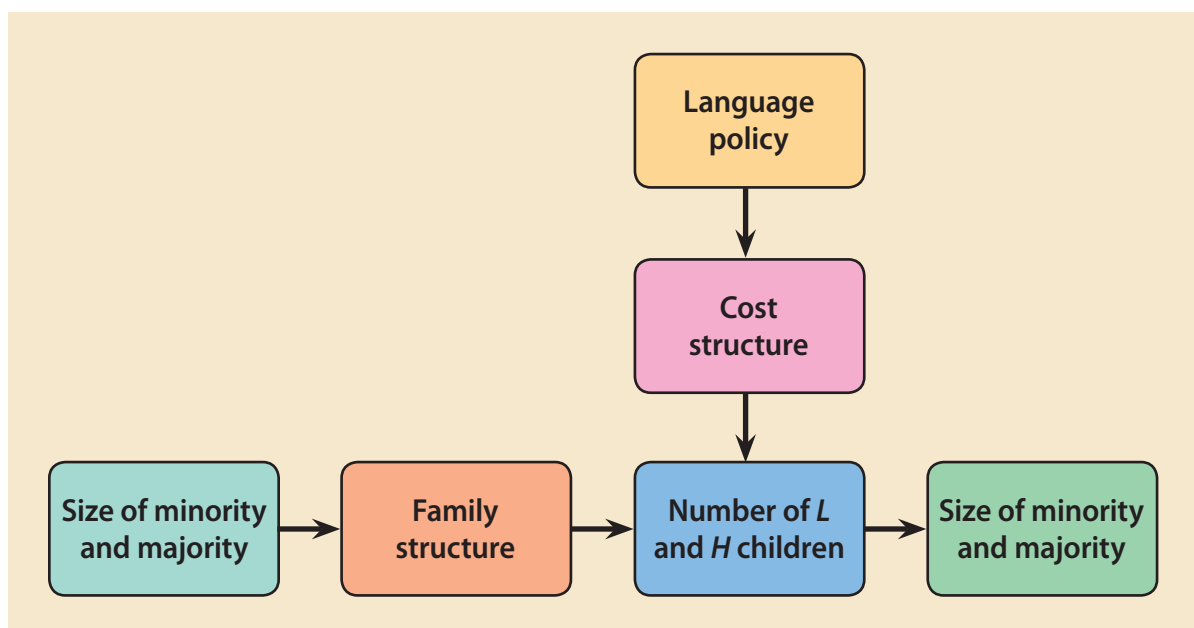 Language
policy
Cost
structure
Size of minority
and majority
Family
structure
Number of L
and H children
Size of minority
and majority